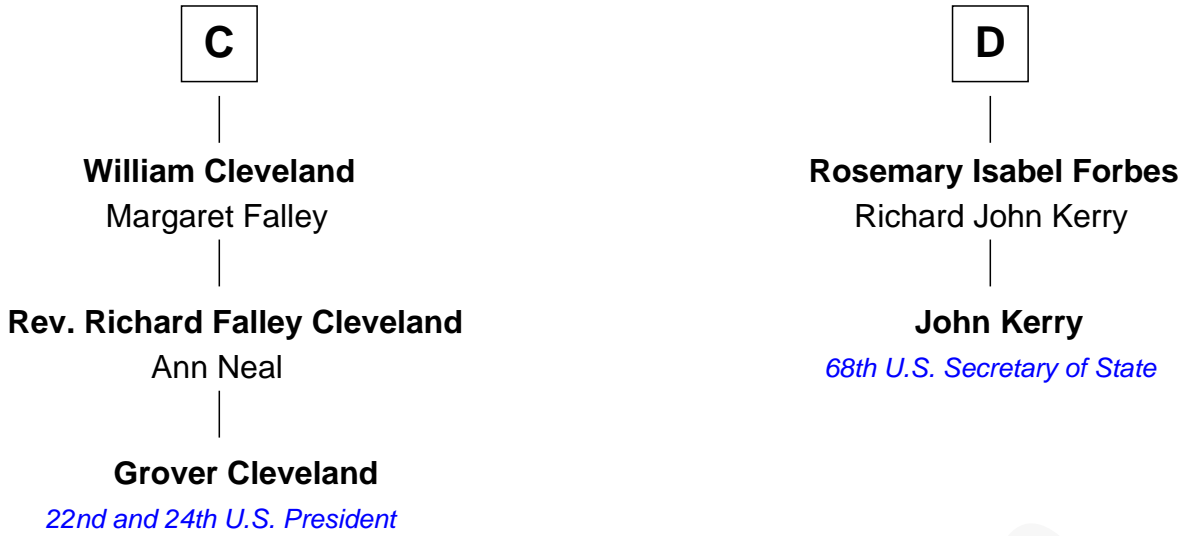 C
William Cleveland
Margaret Falley
Rev. Richard Falley Cleveland
Ann Neal
Grover Cleveland
22nd and 24th U.S. President
D
Rosemary Isabel Forbes
Richard John Kerry
John Kerry
68th U.S. Secretary of State